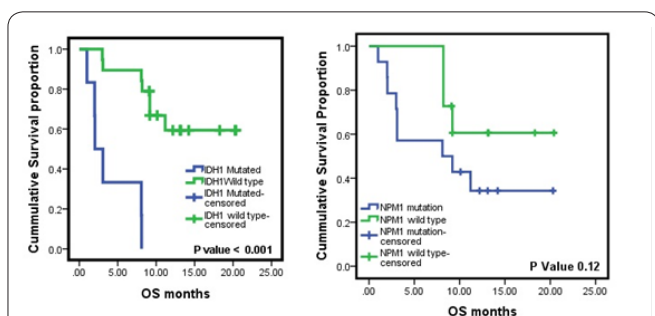 Cummulative Survival proportion
1.0
0.8
0.6
0.4
0.2
0.0
IDH1 Mutated
IDH1Wild type
IDH1 Mutated-
censored
IDH1 wild type-
censored
P value < 0.001
.00 5.00 10.00 15.00 20.00 25.00
OS months
Cummulative Survival Proportion
1.0
0.8
0.6
0.4
0.2
0.0
NPM1 mutation
NPM1 wild type
NPM1 mutation-
censored
NPM1 wild type-
censored
P Value 0.12
.00 5.00 10.00 15.00 20.00 25.00
OS months